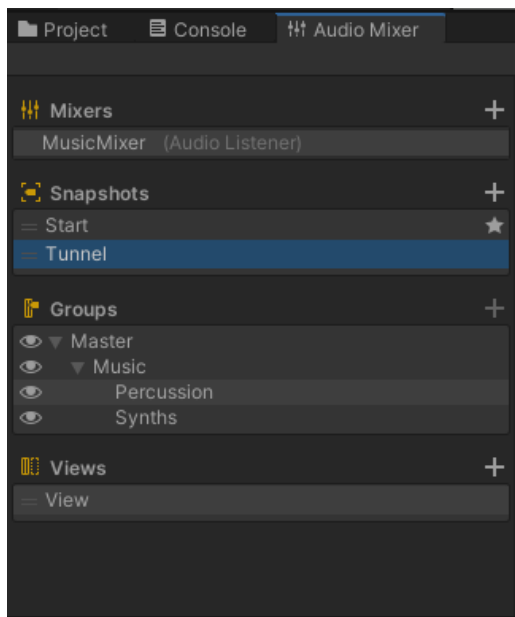 Project Console Audio Mixer
Mixers
MusicMixer (Audio Listener)
Snapshots
Start
Tunnel
Groups
Master
Music
Percussion
Synths
Views
View